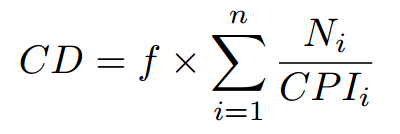 CD = f × ∑_{i=1}^{n} N_i / CPI_i